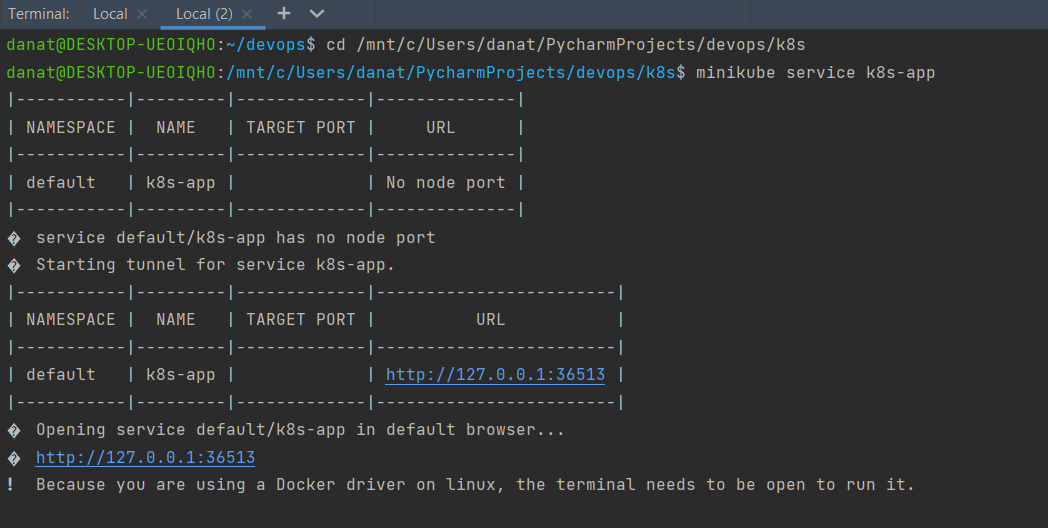 Terminal: Local × Local (2) × +
danat@DESKTOP-UEOIQHO:~/devops$ cd /mnt/c/Users/danat/PycharmProjects/devops/k8s
danat@DESKTOP-UEOIQHO:/mnt/c/Users/danat/PycharmProjects/devops/k8s$ minikube service k8s-app
|-----------|---------|-------------|--------------|
| NAMESPACE |  NAME   | TARGET PORT |     URL      |
|-----------|---------|-------------|--------------|
| default   | k8s-app |             | No node port |
|-----------|---------|-------------|--------------|
�  service default/k8s-app has no node port
�  Starting tunnel for service k8s-app.
|-----------|---------|-------------|------------------------|
| NAMESPACE |  NAME   | TARGET PORT |          URL           |
|-----------|---------|-------------|------------------------|
| default   | k8s-app |             | http://127.0.0.1:36513 |
|-----------|---------|-------------|------------------------|
�  Opening service default/k8s-app in default browser...
�  http://127.0.0.1:36513
!  Because you are using a Docker driver on linux, the terminal needs to be open to run it.